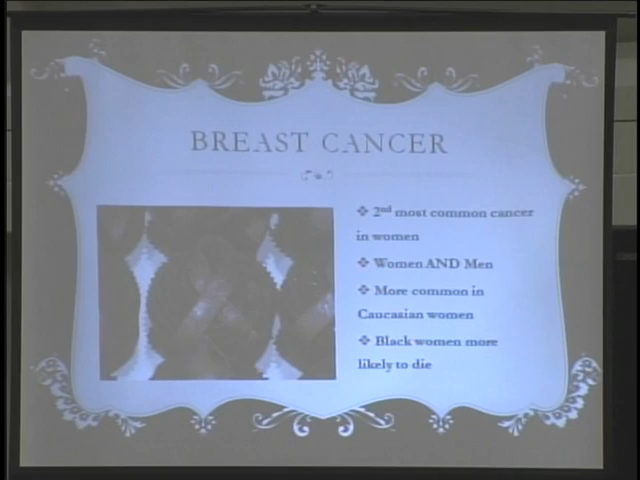 BREAST CANCER
❖ 2nd most common cancer
in women
❖ Women AND Men
❖ More common in
Caucasian women
❖ Black women more
likely to die